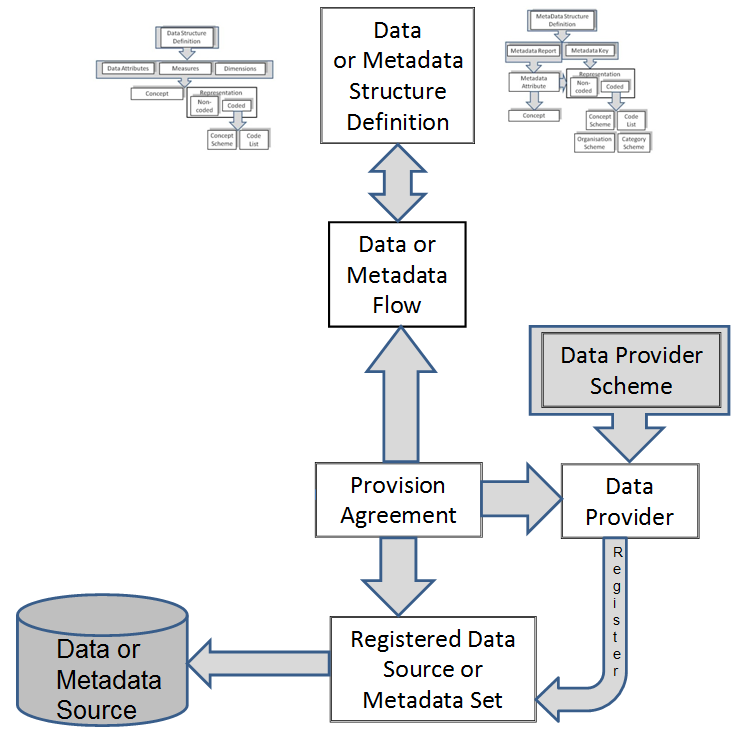 Data Structure
Definition
Data Attributes
Measures
Dimensions
Concept
Representation
Non-
coded
Coded
Concept
Scheme
Code
List
Data
or Metadata
Structure
Definition
MetaData Structure
Definition
Metadata Report
Metadata Key
Metadata
Attribute
Representation
Non-
coded
Coded
Concept
Concept
Scheme
Code
List
Organisation
Scheme
Category
Scheme
Data or
Metadata
Flow
Data Provider
Scheme
Provision
Agreement
Data
Provider
Register
Registered Data
Source or
Metadata Set
Data or
Metadata
Source